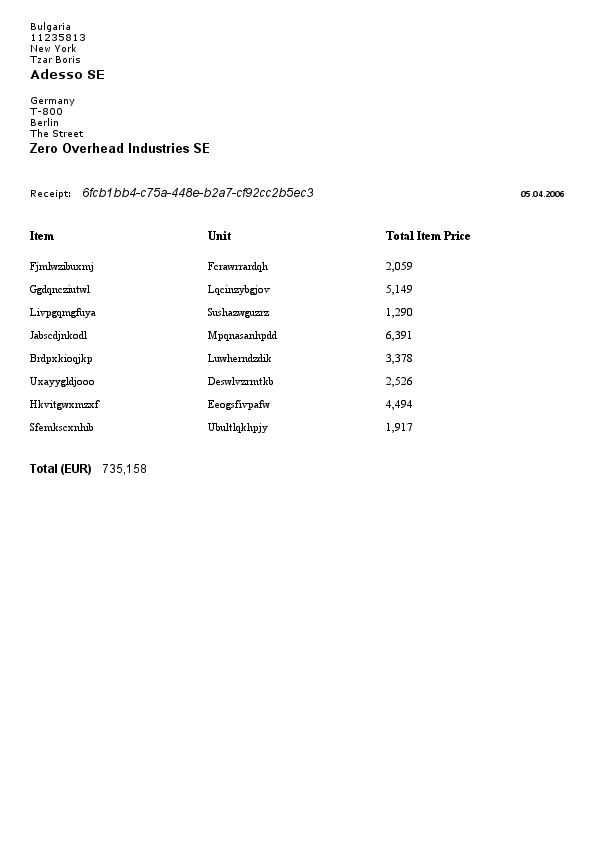 Bulgaria
11235813
New York
Tzar Boris
Adesso SE
Germany
T-800
Berlin
The Street
Zero Overhead Industries SE
Receipt: 6fcb1bb4-c75a-448e-b2a7-cf92cc2b5ec3 05.04.2006
Item Unit Total Item Price
Fjmlwzibuxmj Fcrawrrardqh 2,059
Ggdqncziutwl Lqcinzybgjov 5,149
Livpgqmgfuya Sushazwguzrz 1,290
Jabscdjnkodl Mpqnasanhpdd 6,391
Brdpxkioqjkp Luwherndzdik 3,378
Uxayygldjooo Deswlvzrmtkb 2,526
Hkvitgwxmzxf Eeogsfivpafw 4,494
Sfemkscxnhib Ubultlqkhpjy 1,917
Total (EUR) 735,158